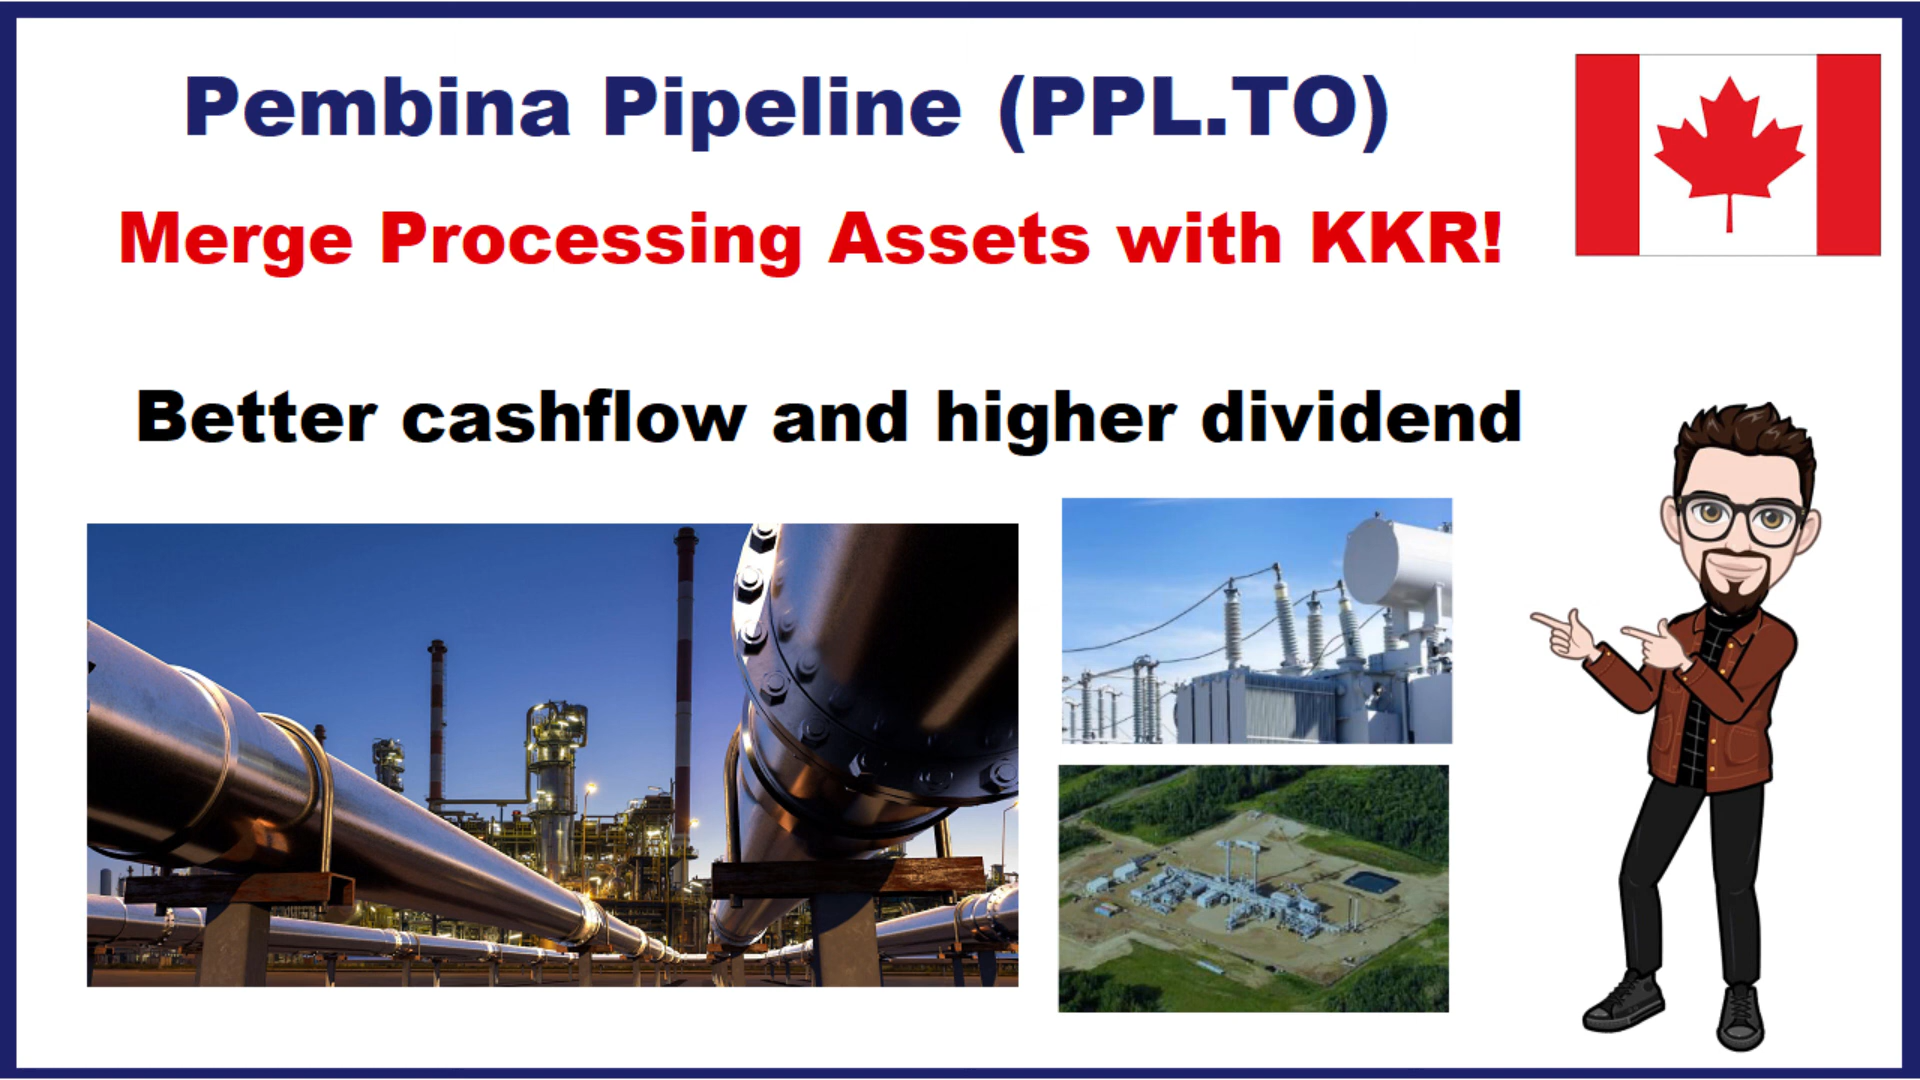 Pembina Pipeline (PPL.TO)
Merge Processing Assets with KKR!
Better cashflow and higher dividend